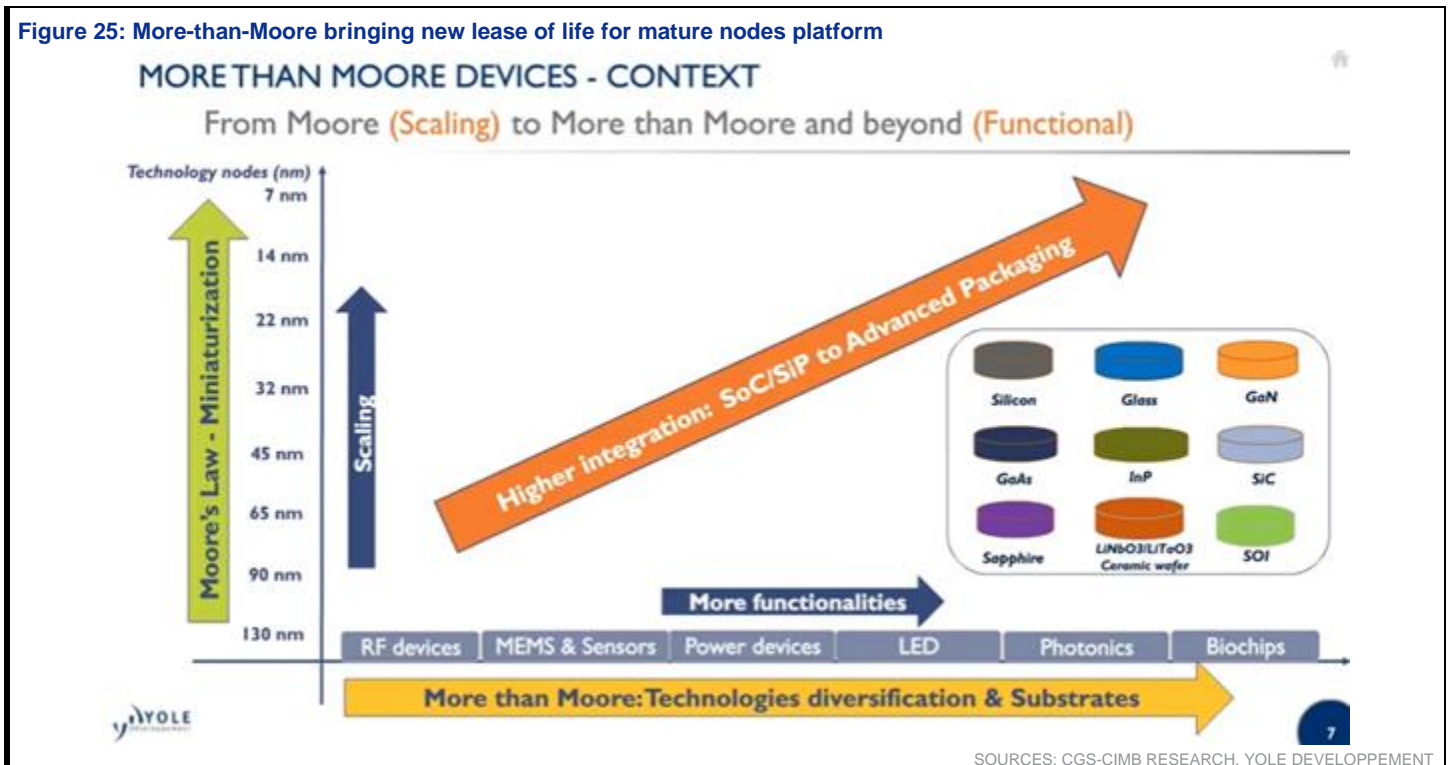 Figure 25: More-than-Moore bringing new lease of life for mature nodes platform
MORE THAN MOORE DEVICES - CONTEXT
From Moore (Scaling) to More than Moore and beyond (Functional)
Technology nodes (nm)
7 nm
14 nm
22 nm
32 nm
45 nm
65 nm
90 nm
130 nm
Moore's Law - Miniaturization
Scaling
Higher integration: SoC/SiP to Advanced Packaging
Silicon
Glass
GaN
GaAs
InP
SiC
Sapphire
LiNbO3/LiTaO3
Ceramic wafer
SOI
More functionalities
RF devices
MEMS & Sensors
Power devices
LED
Photonics
Biochips
More than Moore: Technologies diversification & Substrates
YOLE
7
SOURCES: CGS-CIMB RESEARCH, YOLE DEVELOPPEMENT